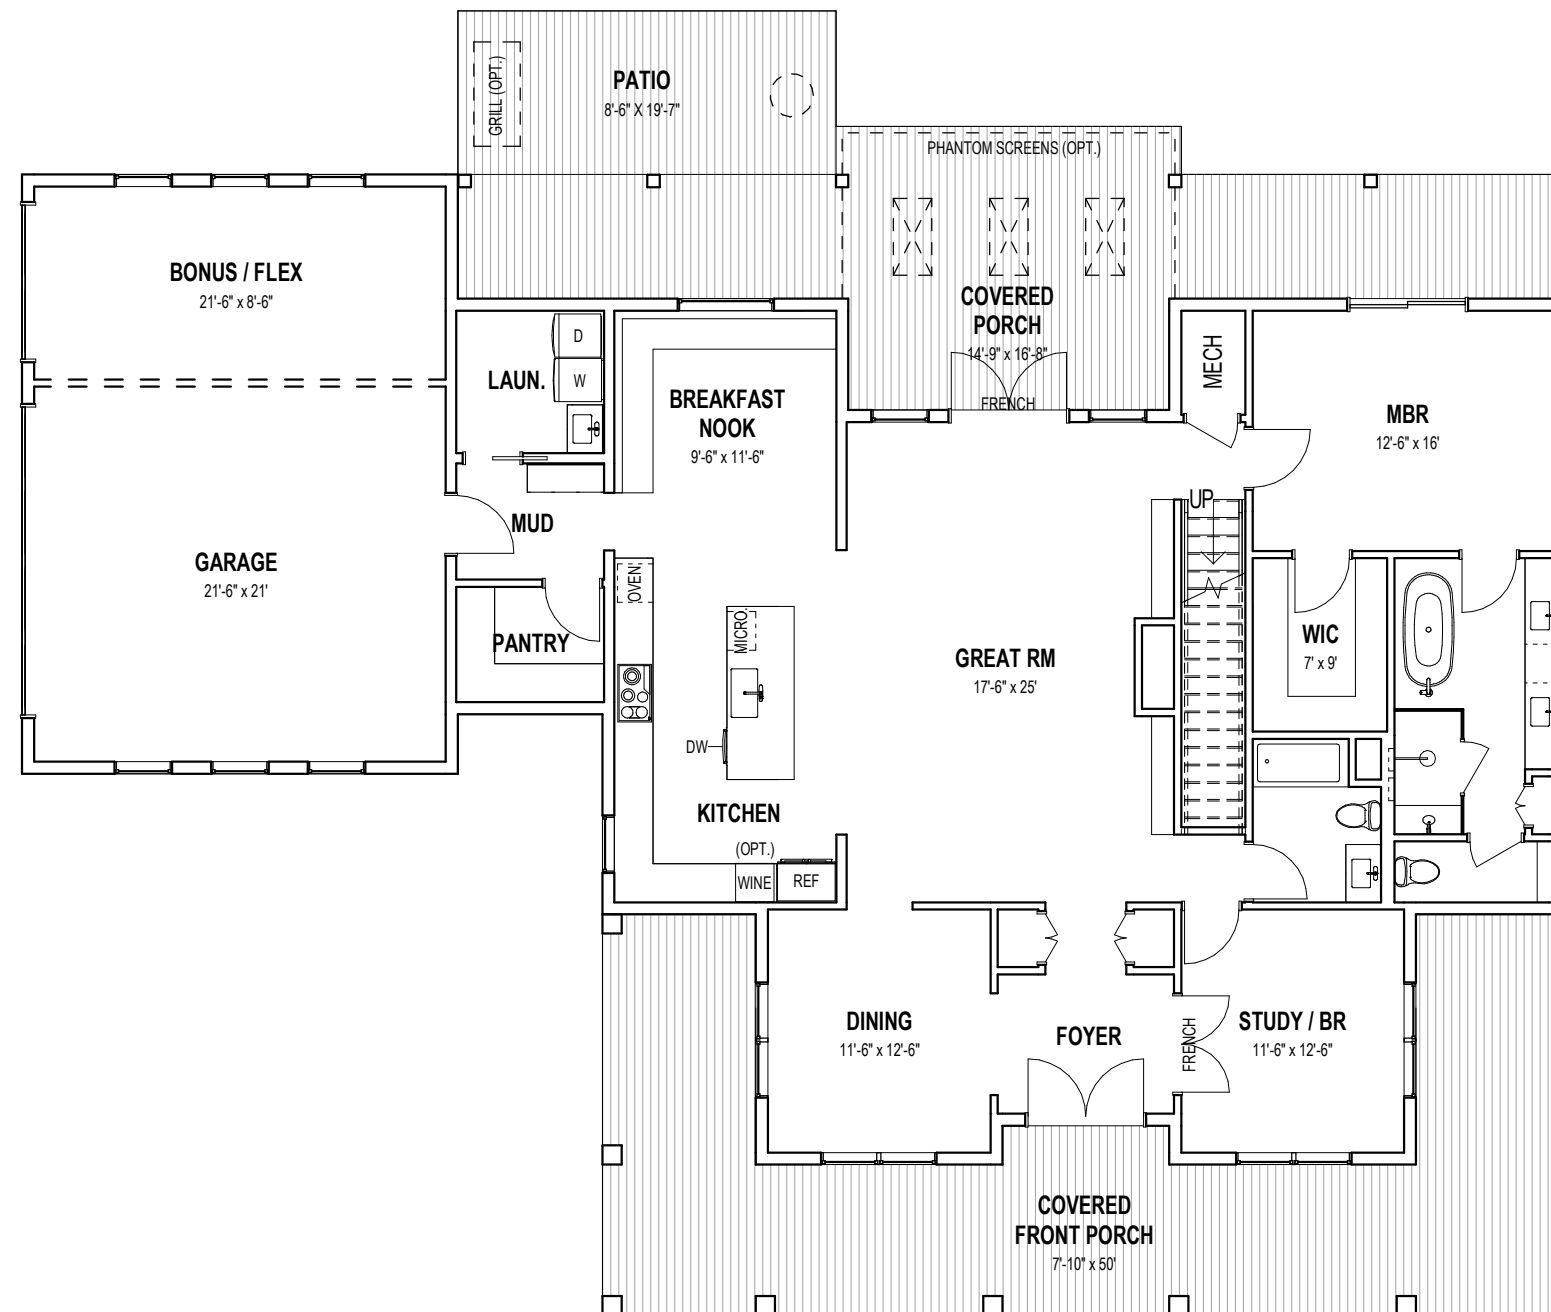 PATIO
8'-6" X 19'-7"
GRILL (OPT.)
PHANTOM SCREENS (OPT.)
BONUS / FLEX
21'-6" x 8'-6"
COVERED
PORCH
14'-9" x 16'-8"
FRENCH
MECH
D
W
LAUN.
BREAKFAST
NOOK
9'-6" x 11'-6"
MBR
12'-6" x 16'
UP
MUD
GARAGE
21'-6" x 21'
OVEN
MICRO.
PANTRY
WIC
7' x 9'
GREAT RM
17'-6" x 25'
DW
KITCHEN
(OPT.)
WINE
REF
DINING
11'-6" x 12'-6"
FOYER
FRENCH
STUDY / BR
11'-6" x 12'-6"
COVERED
FRONT PORCH
7'-10" x 50'